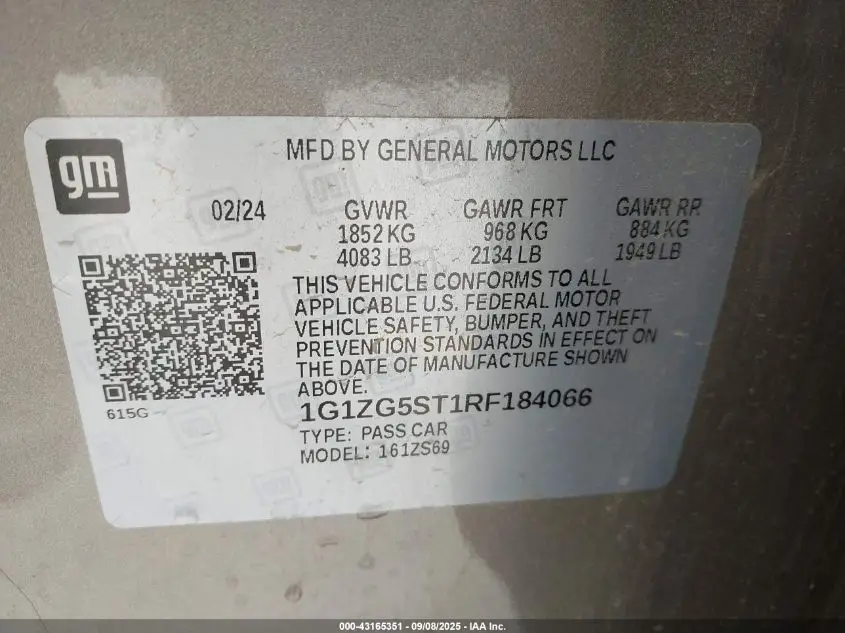 gm
MFD BY GENERAL MOTORS LLC
02/24
GVWR GAWR FRT GAWR RR
1852 KG 968 KG 884 KG
4083 LB 2134 LB 1949 LB
THIS VEHICLE CONFORMS TO ALL
APPLICABLE U.S. FEDERAL MOTOR
VEHICLE SAFETY, BUMPER, AND THEFT
PREVENTION STANDARDS IN EFFECT ON
THE DATE OF MANUFACTURE SHOWN
ABOVE.
615G
1G1ZG5ST1RF184066
TYPE: PASS CAR
MODEL: 161ZS69
000-43165351 - 09/08/2025 - IAA Inc.